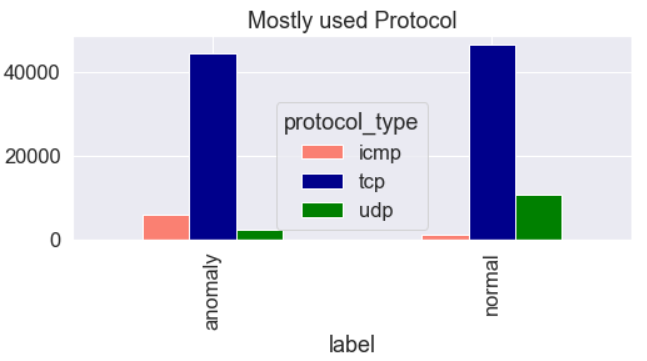 Mostly used Protocol
40000
20000
0
protocol_type
icmp
tcp
udp
anomaly
normal
label